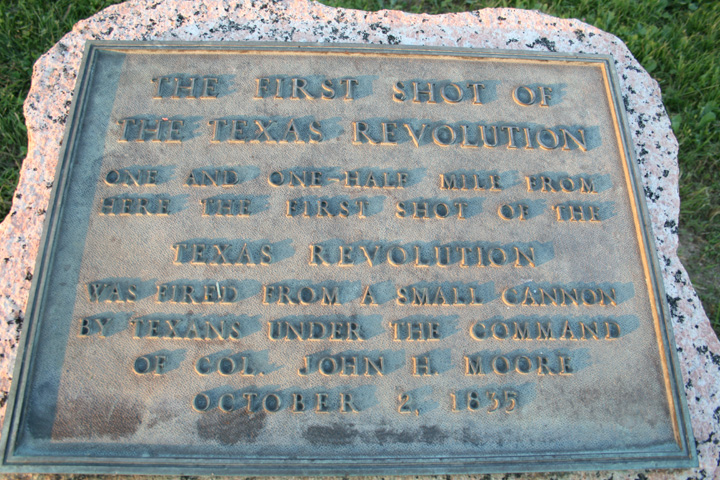 THE FIRST SHOT OF
THE TEXAS REVOLUTION
ONE AND ONE-HALF MILE FROM
HERE THE FIRST SHOT OF THE
TEXAS REVOLUTION
WAS FIRED FROM A SMALL CANNON
BY TEXANS UNDER THE COMMAND
OF COL. JOHN H. MOORE
OCTOBER 2, 1835